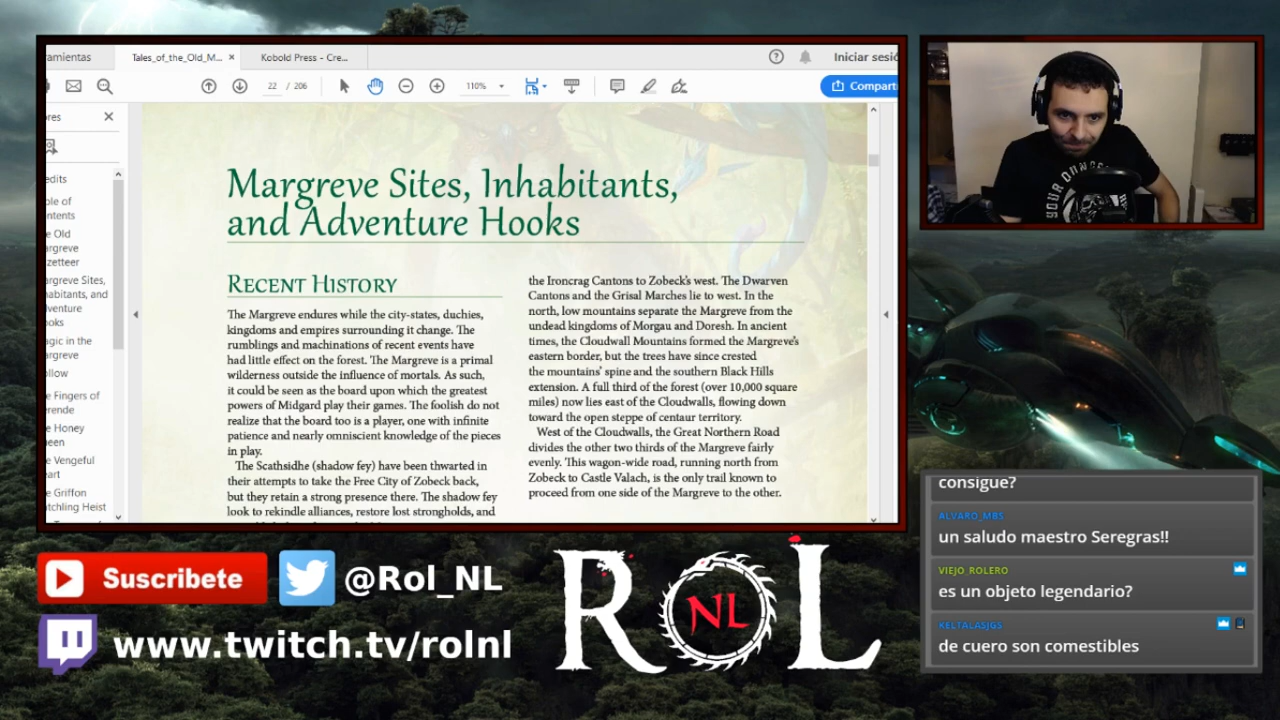 amientas
Tales_of_the_Old_M...
Kobold Press - Cre...
Iniciar sesió
22 / 206
110%
Comparti
res
edits
ble of
ntents
e Old
argreve
zetteer
argreve Sites,
habitants, and
venture
ooks
agic in the
argreve
llow
e Fingers of
erende
e Honey
ueen
e Vengeful
art
e Griffon
tchling Heist
Margreve Sites, Inhabitants,
and Adventure Hooks
Recent History
The Margreve endures while the city-states, duchies,
kingdoms and empires surrounding it change. The
rumblings and machinations of recent events have
had little effect on the forest. The Margreve is a primal
wilderness outside the influence of mortals. As such,
it could be seen as the board upon which the greatest
powers of Midgard play their games. The foolish do not
realize that the board too is a player, one with infinite
patience and nearly omniscient knowledge of the pieces
in play.
The Scathsidhe (shadow fey) have been thwarted in
their attempts to take the Free City of Zobeck back,
but they retain a strong presence there. The shadow fey
look to rekindle alliances, restore lost strongholds, and
the Ironcrag Cantons to Zobeck's west. The Dwarven
Cantons and the Grisal Marches lie to west. In the
north, low mountains separate the Margreve from the
undead kingdoms of Morgau and Doresh. In ancient
times, the Cloudwall Mountains formed the Margreve's
eastern border, but the trees have since crested
the mountains' spine and the southern Black Hills
extension. A full third of the forest (over 10,000 square
miles) now lies east of the Cloudwalls, flowing down
toward the open steppe of centaur territory.
West of the Cloudwalls, the Great Northern Road
divides the other two thirds of the Margreve fairly
evenly. This wagon-wide road, running north from
Zobeck to Castle Valach, is the only trail known to
proceed from one side of the Margreve to the other.
YOUR
consigue?
ALVARO_MBS
un saludo maestro Seregras!!
VIEJO_ROLERO
es un objeto legendario?
KELTALASJGS
de cuero son comestibles
Suscribete
@Rol_NL
www.twitch.tv/rolnl
ROL
NL